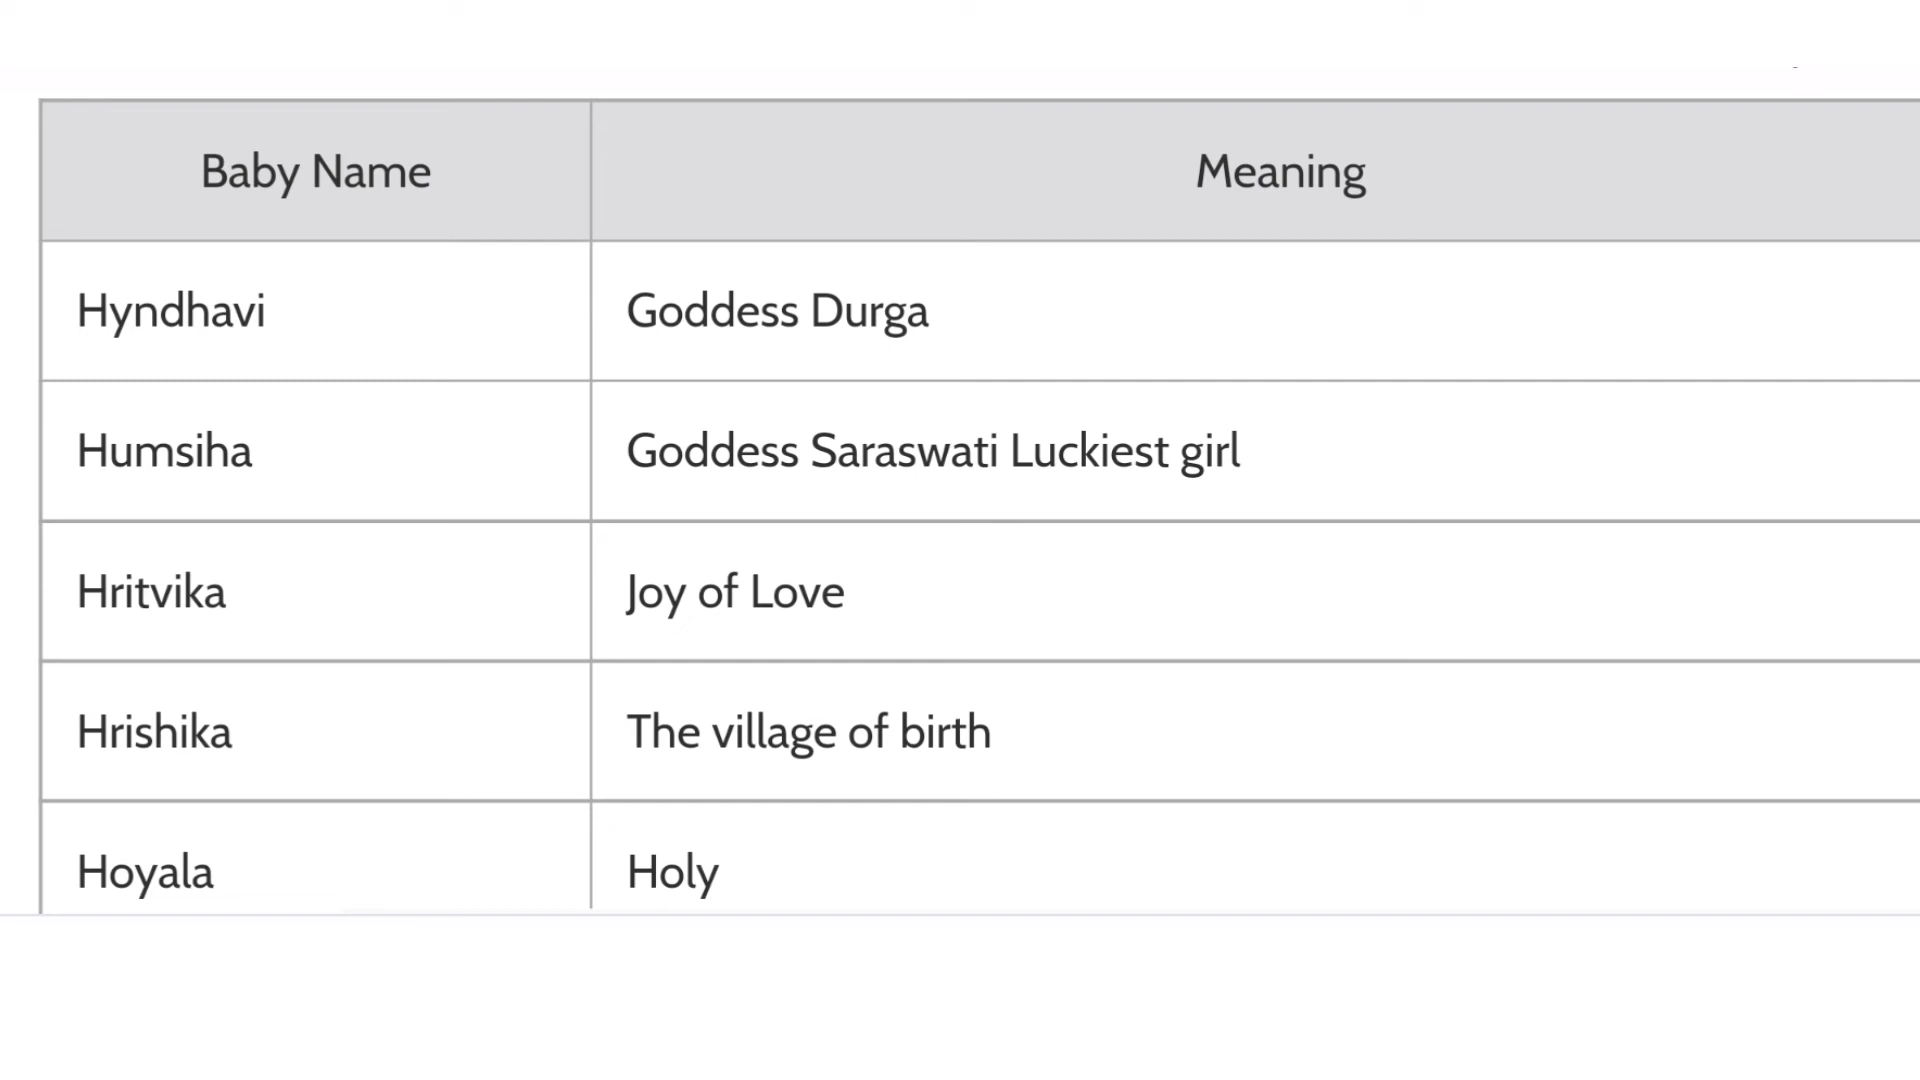 Baby Name Meaning
Hyndhavi Goddess Durga
Humsiha Goddess Saraswati Luckiest girl
Hritvika Joy of Love
Hrishika The village of birth
Hoyala Holy